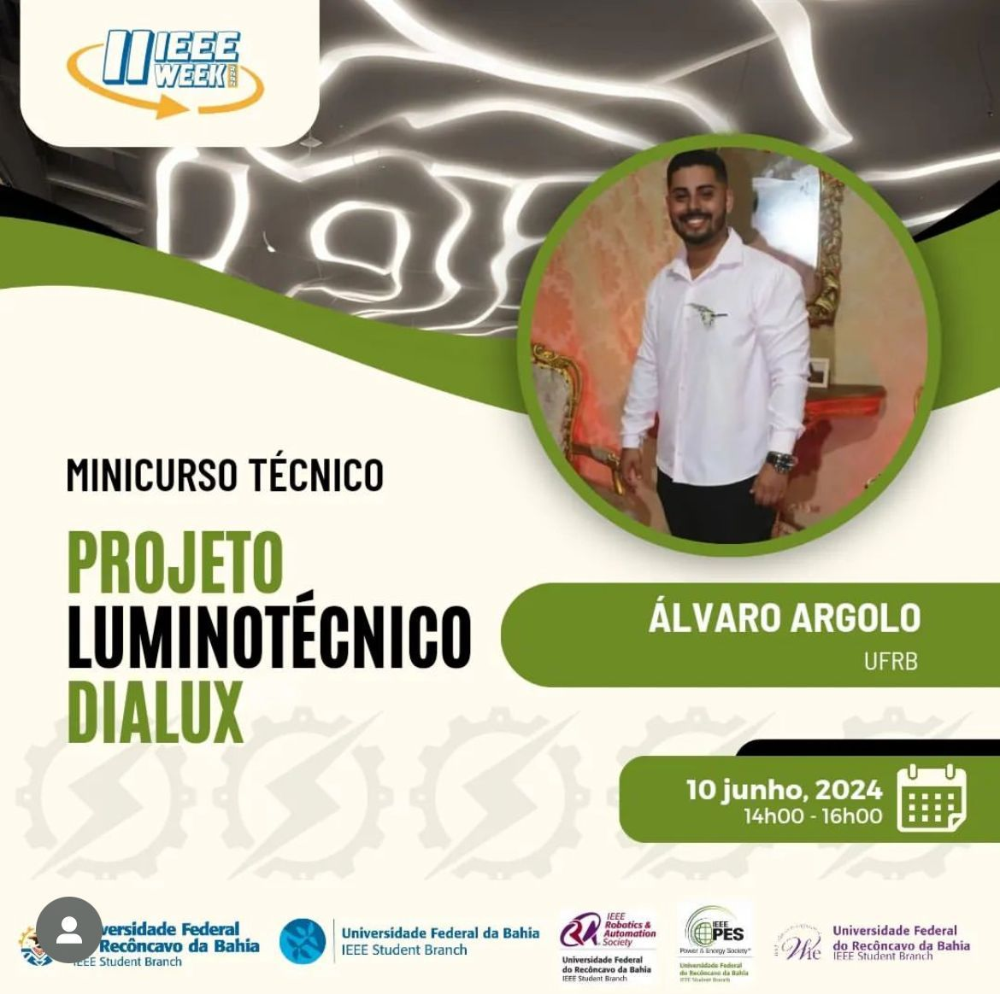 II IEEE
WEEK 2024
MINICURSO TÉCNICO
PROJETO
LUMINOTÉCNICO
DIALUX
ÁLVARO ARGOLO
UFRB
10 junho, 2024
14h00 - 16h00
versidade Federal
Recôncavo da Bahia
IEEE Student Branch
Universidade Federal da Bahia
IEEE Student Branch
IEEE
Robotics &
Automation
Society
Universidade Federal
do Recôncavo da Bahia
IEEE Student Branch
IEEE
PES
Power & Energy Society™
Universidade Federal
do Recôncavo da Bahia
IEEE Student Branch
Wie
Universidade Federal
do Recôncavo da Bahia
IEEE Student Branch